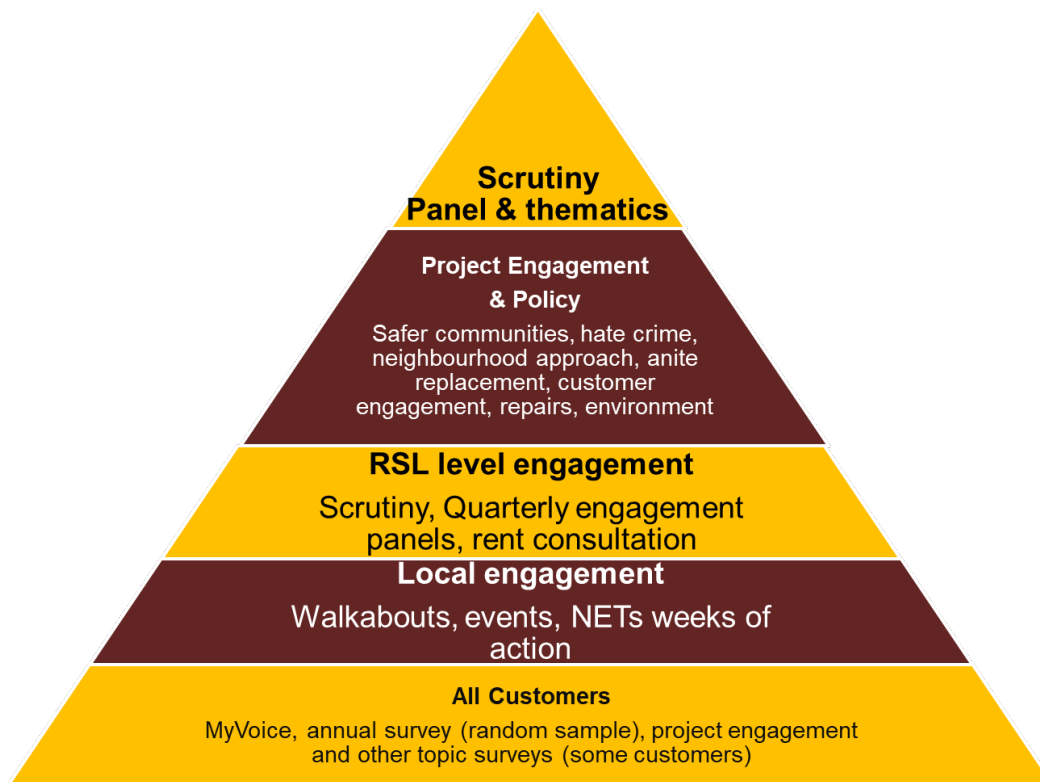 Scrutiny
Panel & thematics
Project Engagement
& Policy
Safer communities, hate crime,
neighbourhood approach, anite
replacement, customer
engagement, repairs, environment
RSL level engagement
Scrutiny, Quarterly engagement
panels, rent consultation
Local engagement
Walkabouts, events, NETs weeks of
action
All Customers
MyVoice, annual survey (random sample), project engagement
and other topic surveys (some customers)